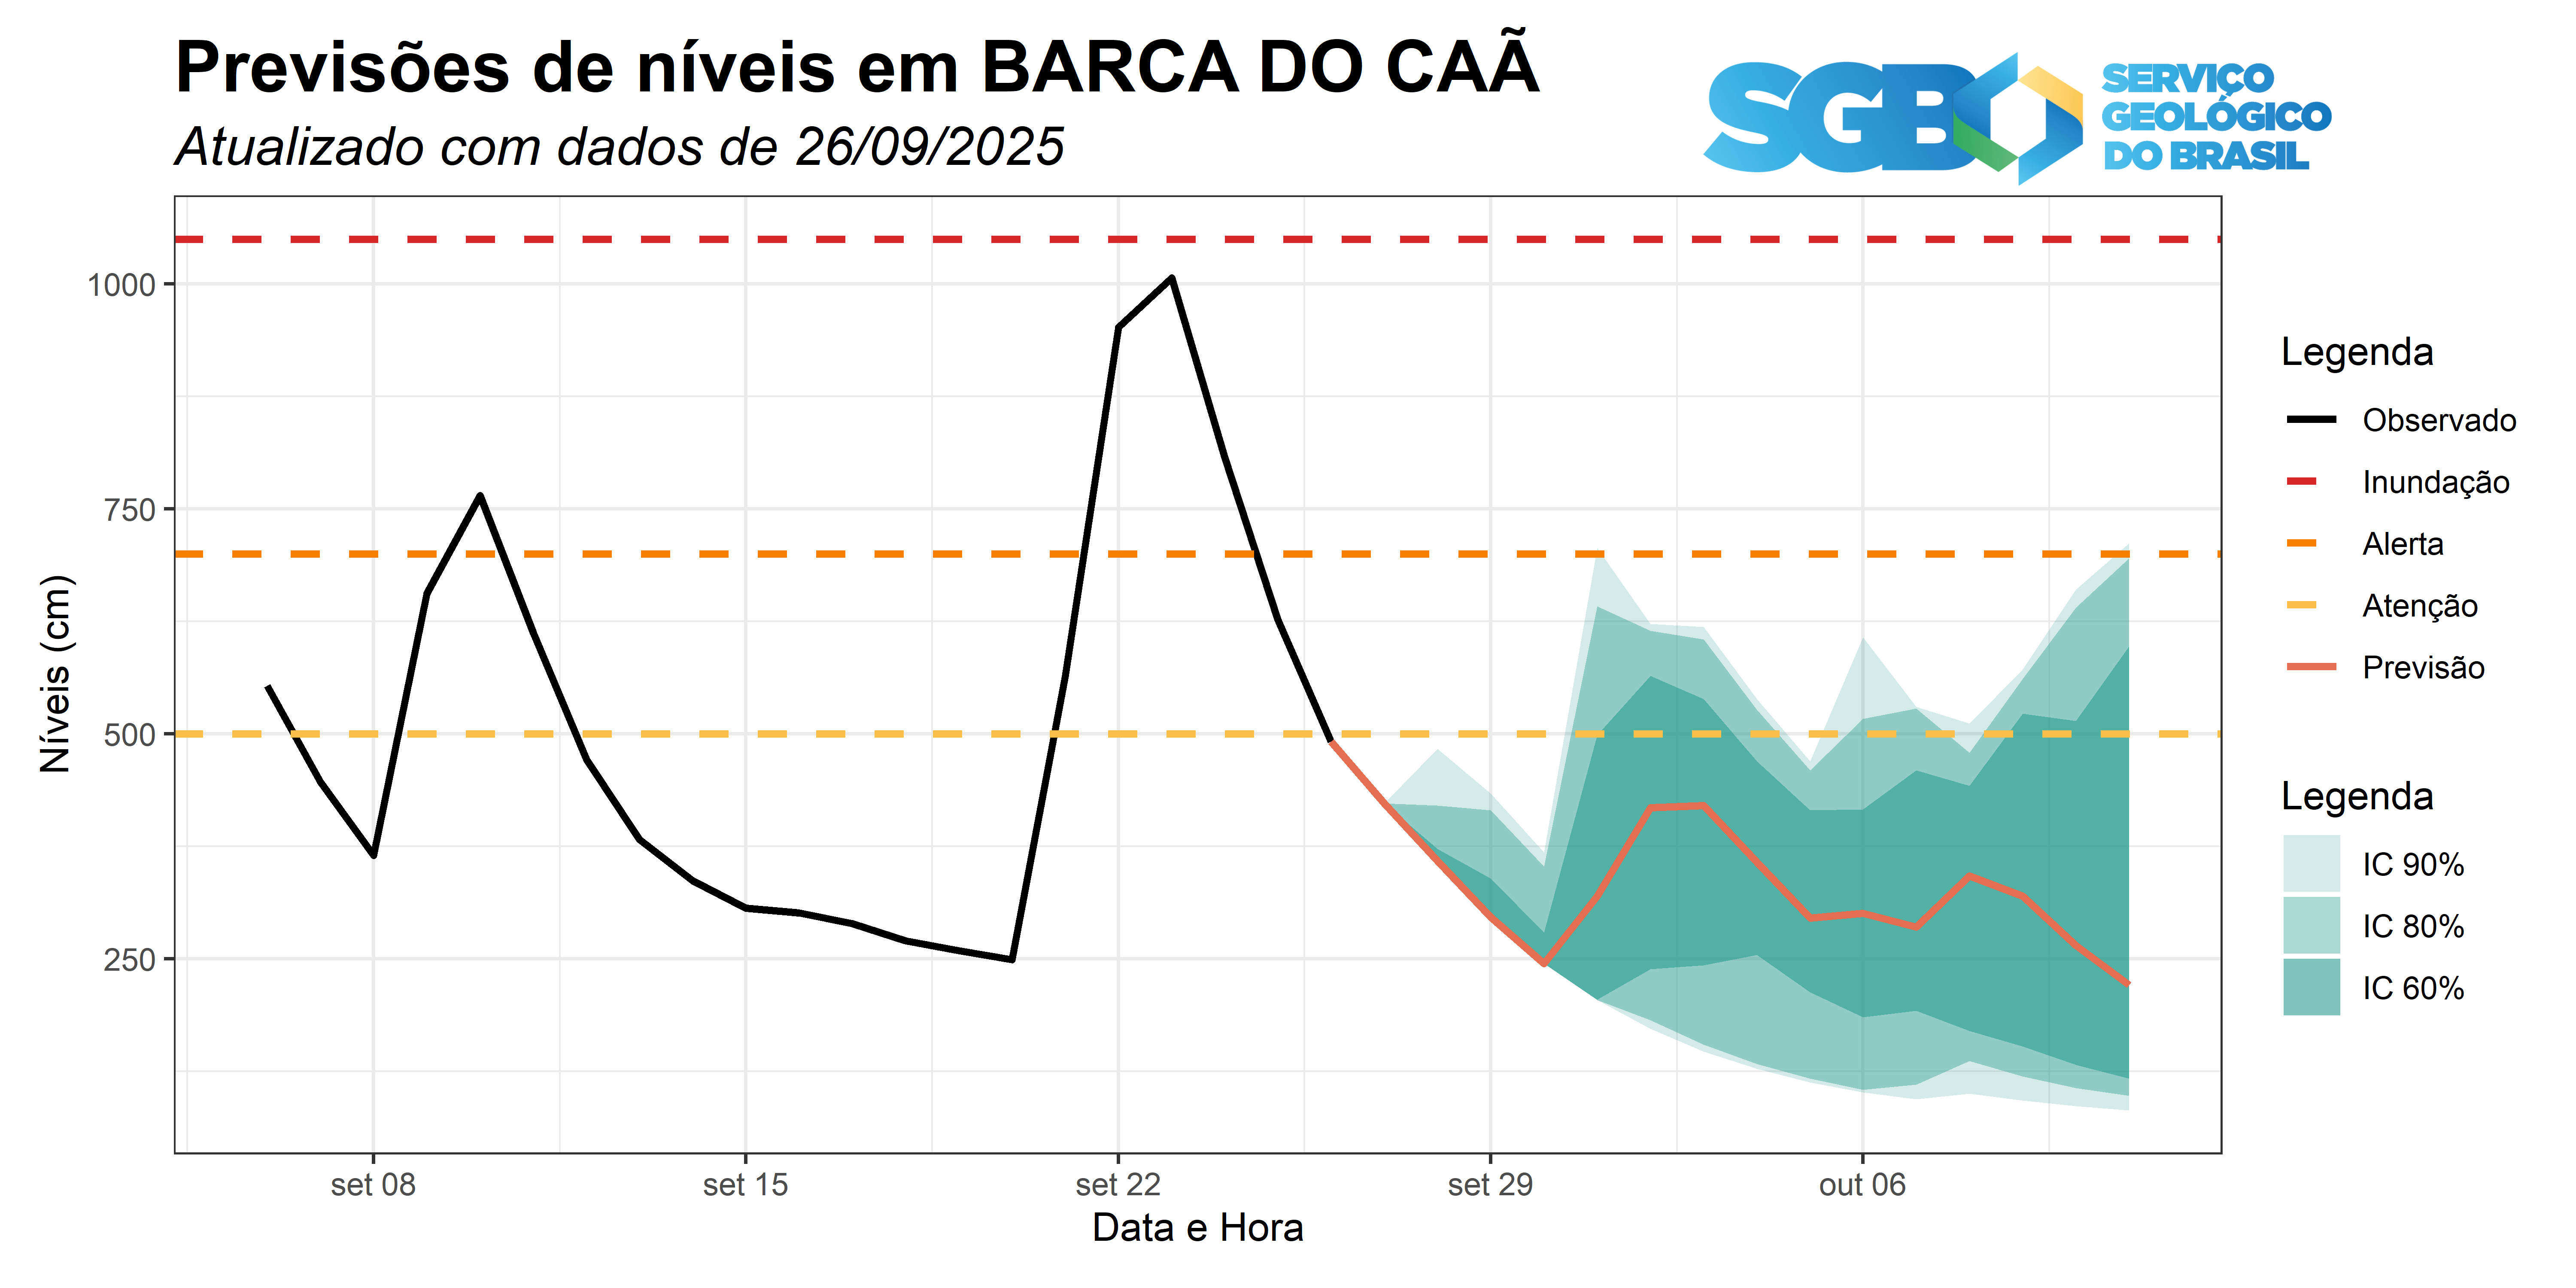 Previsões de níveis em BARCA DO CAÃ
Atualizado com dados de 26/09/2025
SGB
SERVIÇO
GEOLÓGICO
DO BRASIL
Níveis (cm)
1000
750
500
250
set 08
set 15
set 22
set 29
out 06
Data e Hora
Legenda
Observado
Inundação
Alerta
Atenção
Previsão
Legenda
IC 90%
IC 80%
IC 60%